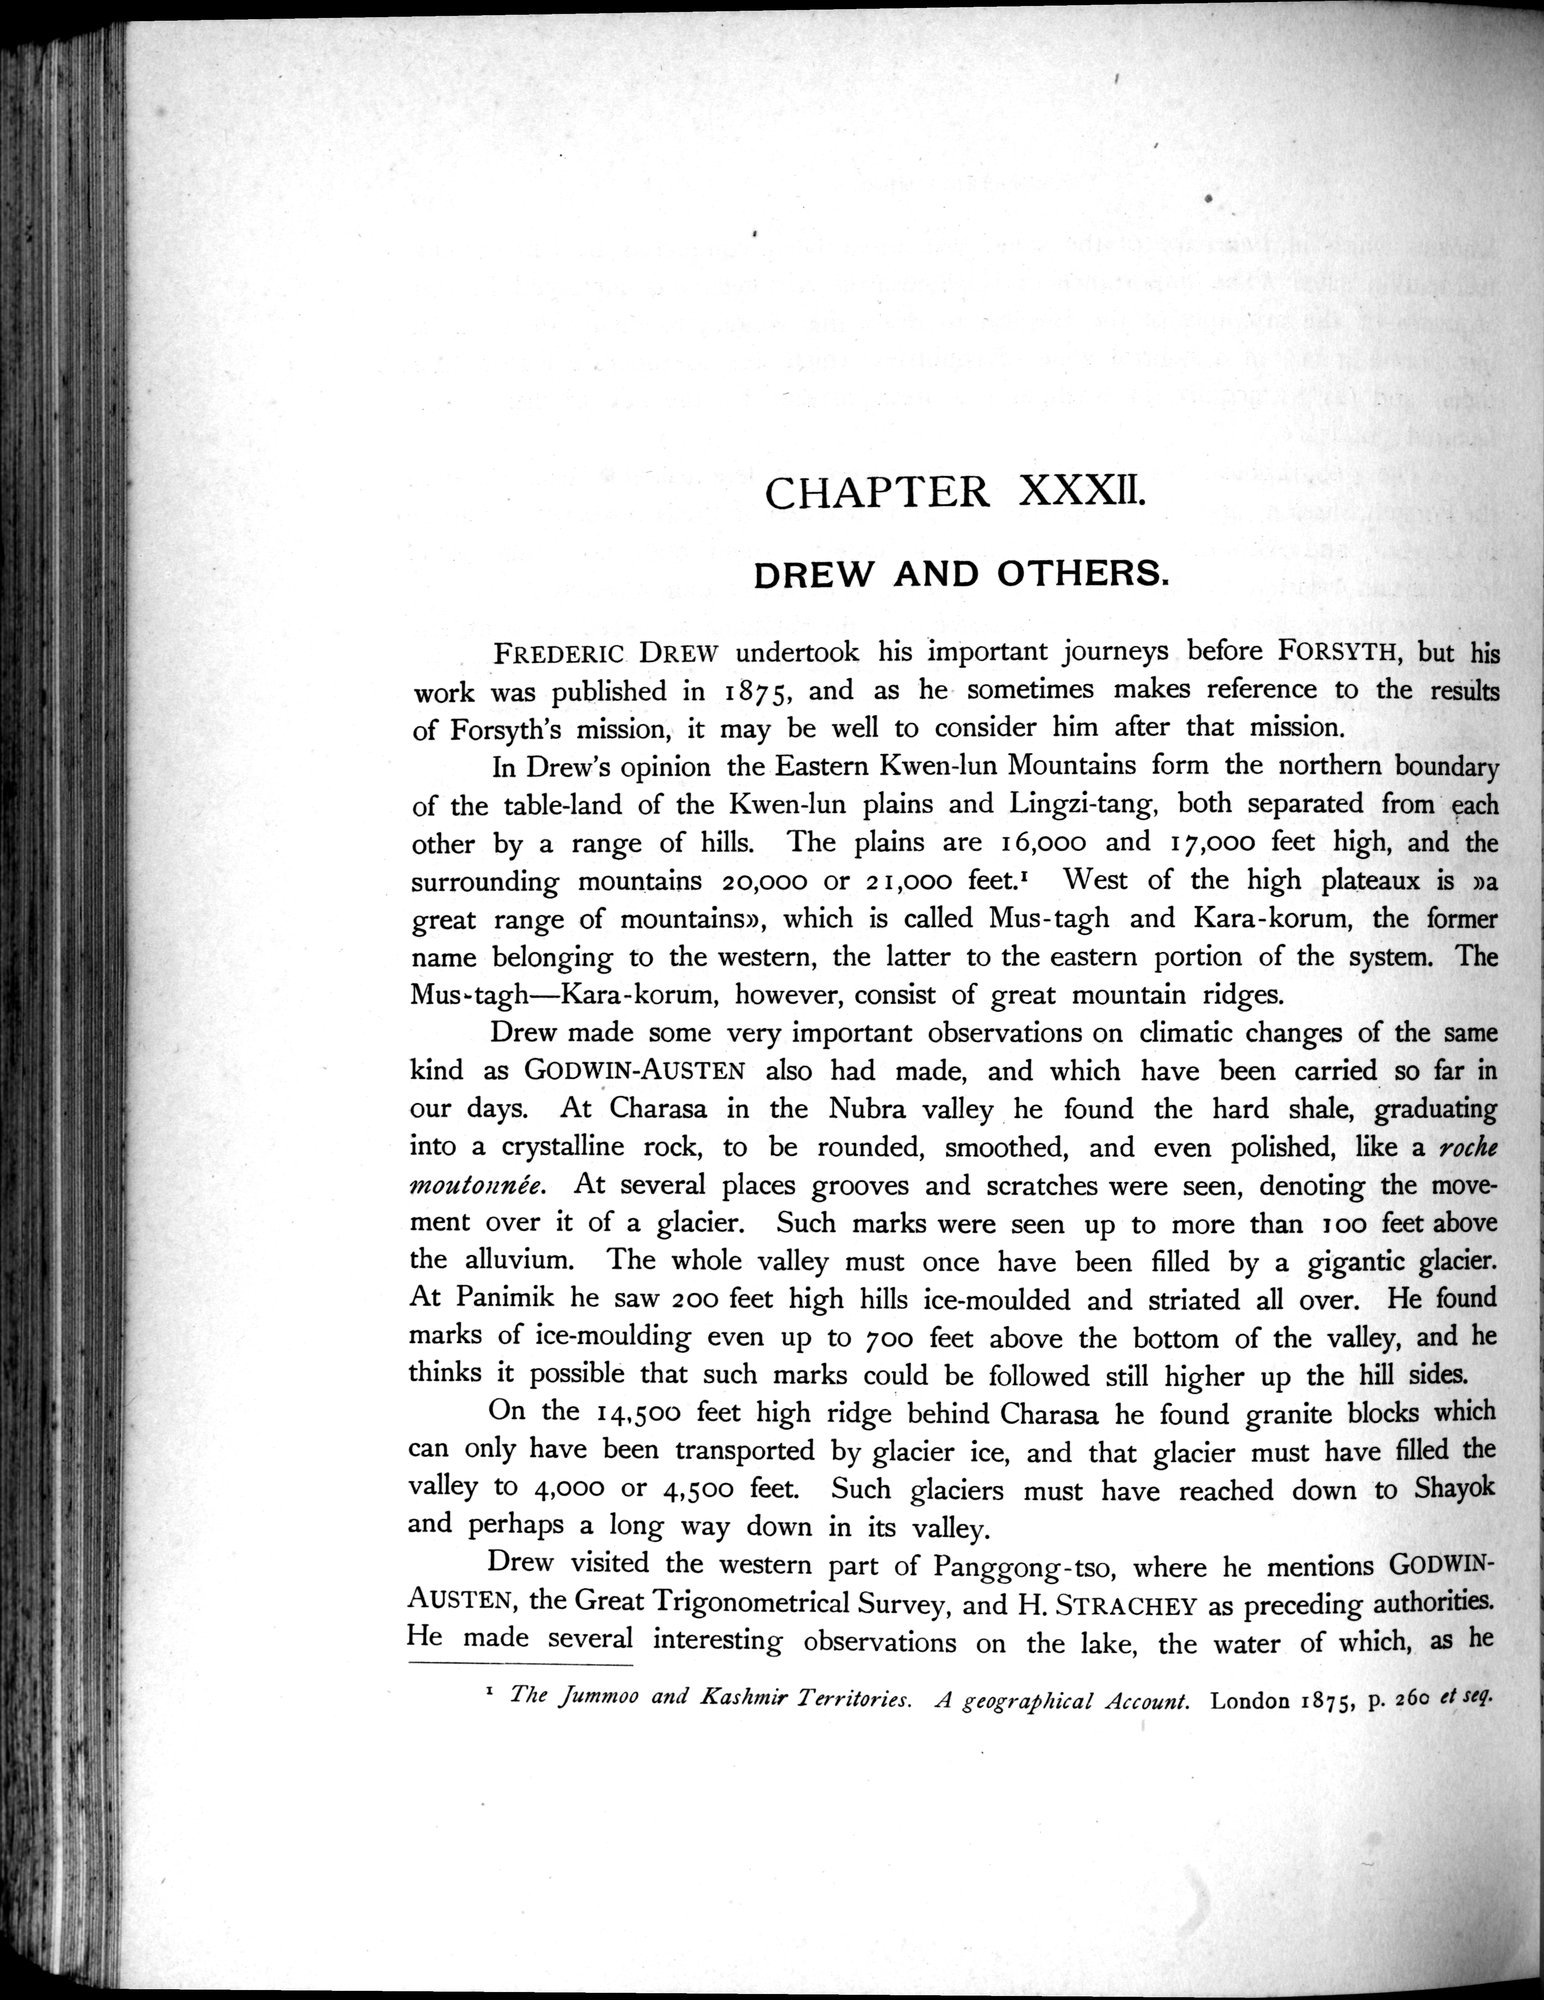 CHAPTER XXXII.
DREW AND OTHERS.
FREDERIC DREW undertook his important journeys before FORSYTH, but his
work was published in 1875, and as he sometimes makes reference to the results
of Forsyth's mission, it may be well to consider him after that mission.
In Drew's opinion the Eastern Kwen-lun Mountains form the northern boundary
of the table-land of the Kwen-lun plains and Lingzi-tang, both separated from each
other by a range of hills. The plains are 16,000 and 17,000 feet high, and the
surrounding mountains 20,000 or 21,000 feet.¹ West of the high plateaux is »a
great range of mountains», which is called Mus-tagh and Kara-korum, the former
name belonging to the western, the latter to the eastern portion of the system. The
Mus-tagh—Kara-korum, however, consist of great mountain ridges.
Drew made some very important observations on climatic changes of the same
kind as GODWIN-AUSTEN also had made, and which have been carried so far in
our days. At Charasa in the Nubra valley he found the hard shale, graduating
into a crystalline rock, to be rounded, smoothed, and even polished, like a roche
moutonnée. At several places grooves and scratches were seen, denoting the move-
ment over it of a glacier. Such marks were seen up to more than 100 feet above
the alluvium. The whole valley must once have been filled by a gigantic glacier.
At Panimik he saw 200 feet high hills ice-moulded and striated all over. He found
marks of ice-moulding even up to 700 feet above the bottom of the valley, and he
thinks it possible that such marks could be followed still higher up the hill sides.
On the 14,500 feet high ridge behind Charasa he found granite blocks which
can only have been transported by glacier ice, and that glacier must have filled the
valley to 4,000 or 4,500 feet. Such glaciers must have reached down to Shayok
and perhaps a long way down in its valley.
Drew visited the western part of Panggong-tso, where he mentions GODWIN-
AUSTEN, the Great Trigonometrical Survey, and H. STRACHEY as preceding authorities.
He made several interesting observations on the lake, the water of which, as he
¹ The Jummoo and Kashmir Territories. A geographical Account. London 1875, p. 260 et seq.